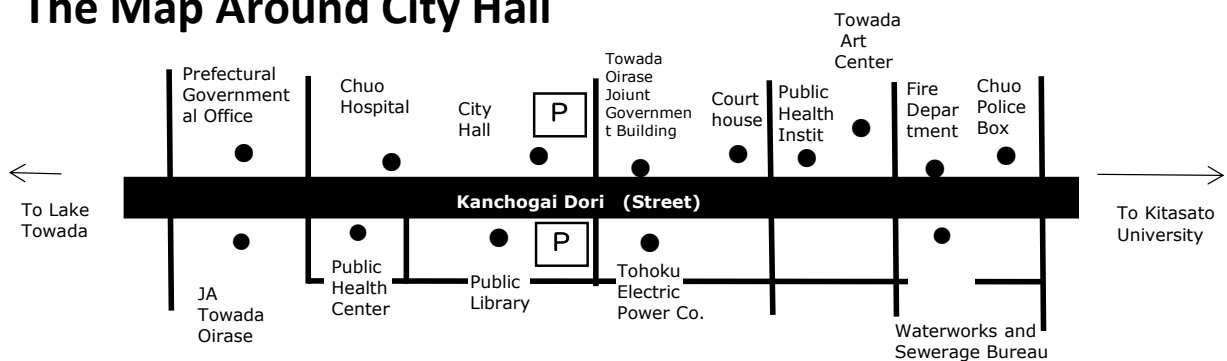 The Map Around City Hall
Towada
Art
Center
Prefectural
Government
al Office
Chuo
Hospital
City
Hall
P
Towada
Oirase
Joiunt
Governmen
t Building
Court
house
Public
Health
Instit
Fire
Depar
tment
Chuo
Police
Box
Kanchogai Dori (Street)
To Lake
Towada
To Kitasato
University
P
JA
Towada
Oirase
Public
Health
Center
Public
Library
Tohoku
Electric
Power Co.
Waterworks and
Sewerage Bureau